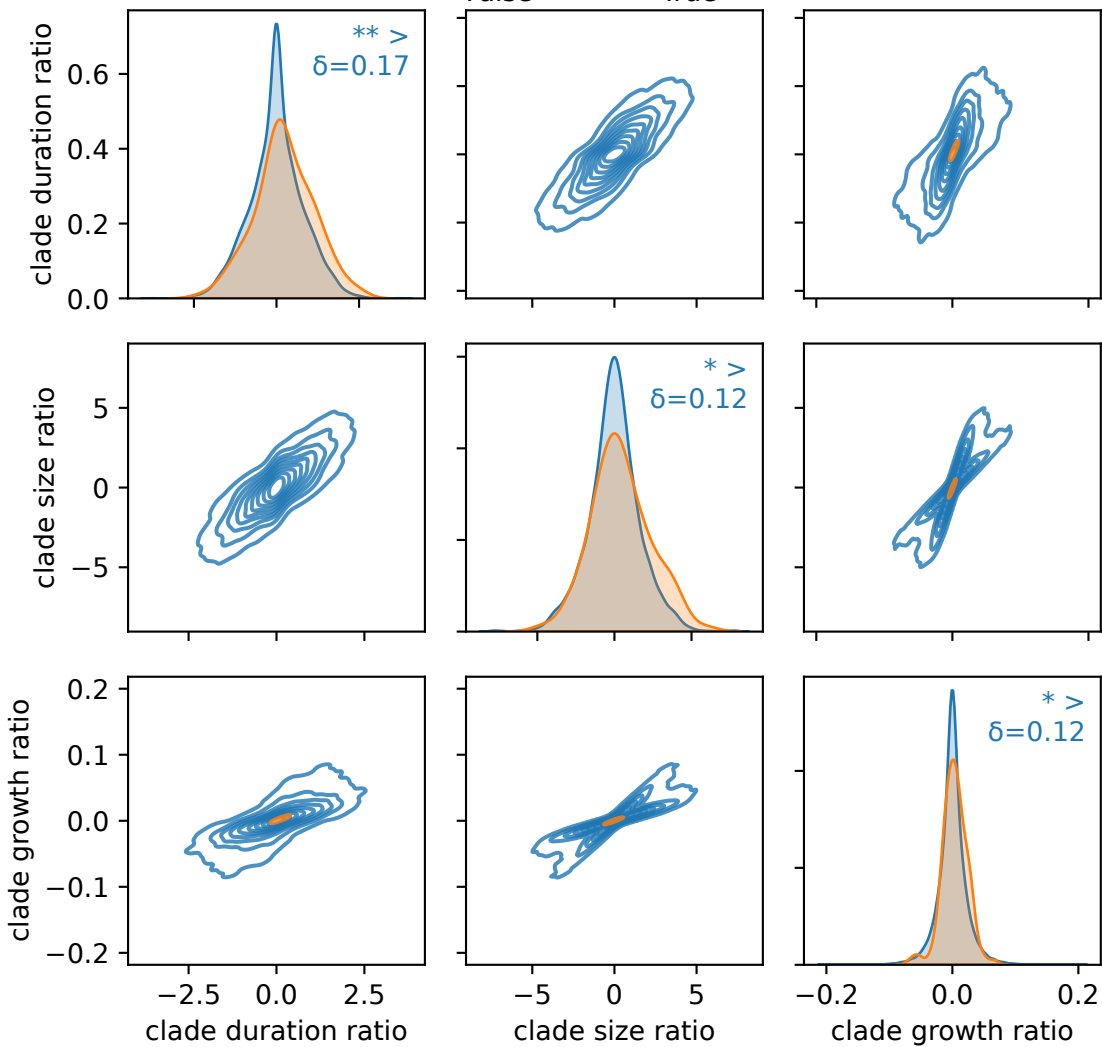 clade duration ratio
0.6
0.4
0.2
0.0
** >
δ=0.17
clade size ratio
5
0
−5
* >
δ=0.12
clade growth ratio
0.2
0.1
0.0
−0.1
−0.2
* >
δ=0.12
−2.5 0.0 2.5
−5 0 5
−0.2 0.0 0.2
clade duration ratio
clade size ratio
clade growth ratio